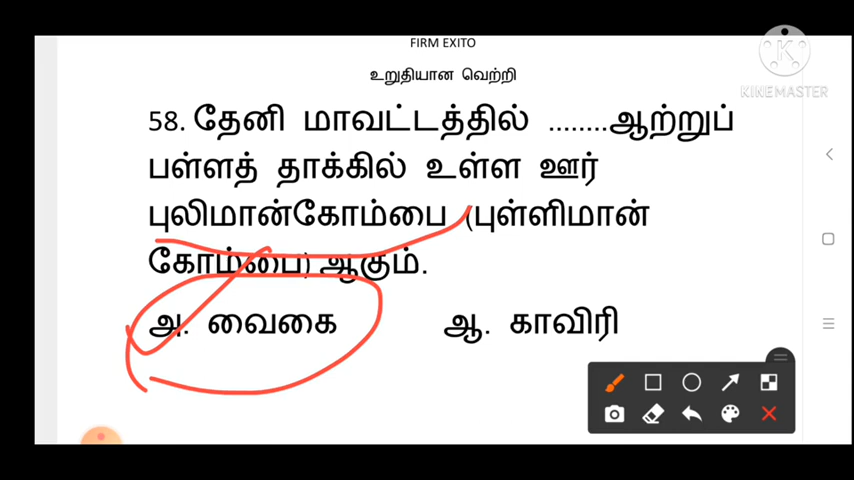 FIRM EXITO
உறுதியான வெற்றி
KINEMASTER
58. தேனி மாவட்டத்தில் ........ஆற்றுப்
பள்ளத் தாக்கில் உள்ள ஊர்
புலிமான்கோம்பை (புள்ளிமான்
கோம்பை) ஆகும்.
அ. வைகை ஆ. காவிரி